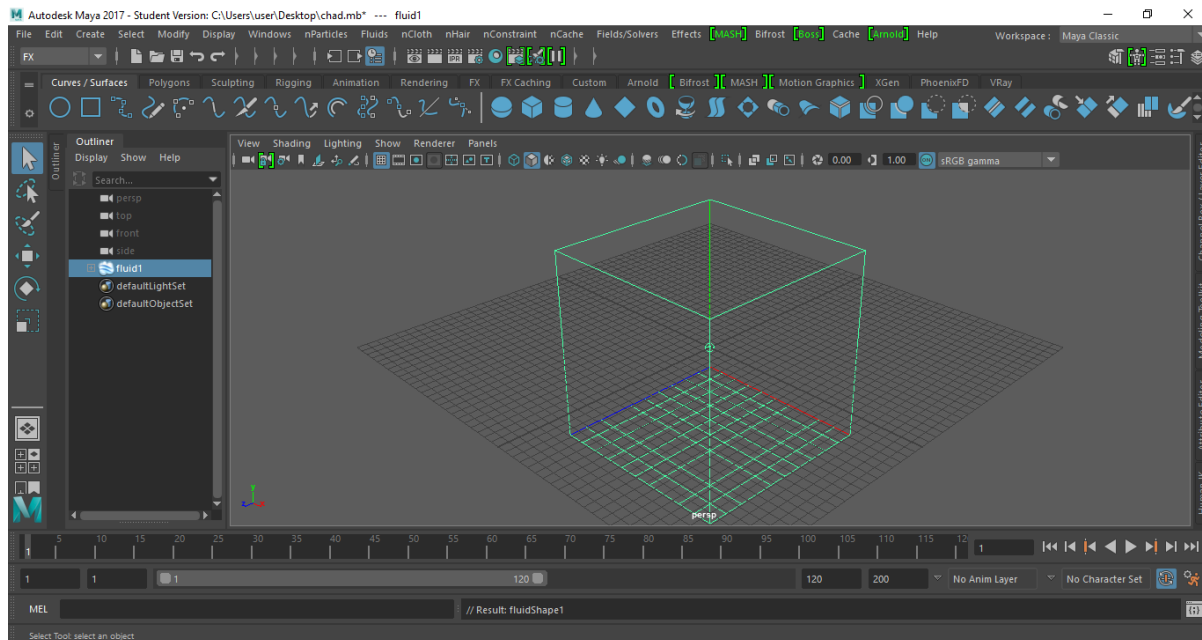 Autodesk Maya 2017 - Student Version: C:\Users\user\Desktop\chad.mb* --- fluid1
File Edit Create Select Modify Display Windows nParticles Fluids nCloth nHair nConstraint nCache Fields/Solvers Effects [MASH] Bifrost [Boss] Cache [Arnold] Help Workspace : Maya Classic
FX
IPR
Curves / Surfaces Polygons Sculpting Rigging Animation Rendering FX FX Caching Custom Arnold [ Bifrost ][ MASH ][ Motion Graphics ] XGen PhoenixFD VRay
Outliner
Outliner
Display Show Help
Search...
persp
top
front
side
fluid1
defaultLightSet
defaultObjectSet
View Shading Lighting Show Renderer Panels
0.00 1.00 sRGB gamma
y
persp
5 10 15 20 25 30 35 40 45 50 55 60 65 70 75 80 85 90 95 100 105 110 115 12
1
1
1 1 1 120 120 200 No Anim Layer No Character Set
MEL // Result: fluidShape1
Select Tool: select an object